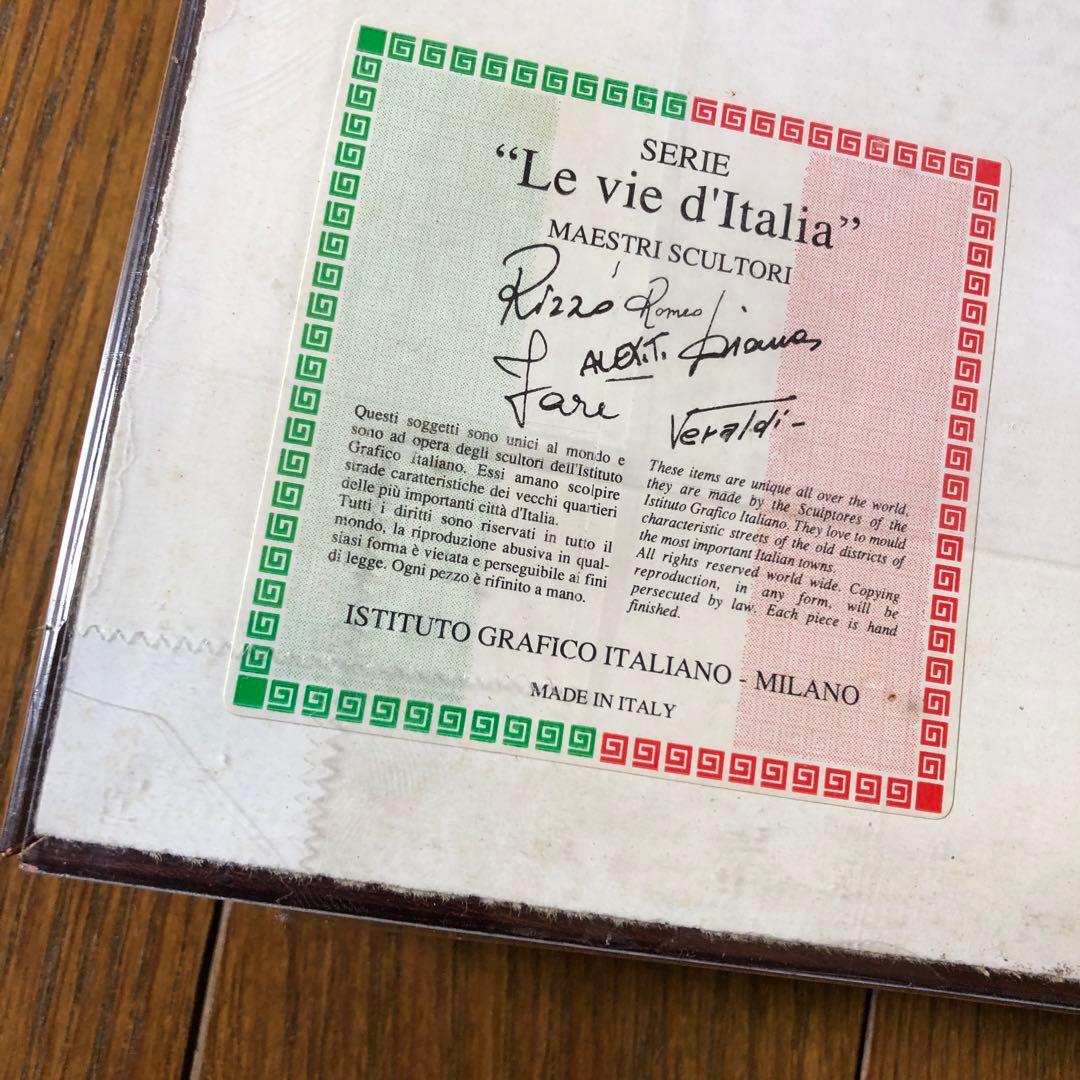 SERIE
“Le vie d'Italia”
MAESTRI SCULTORI
Rizzo Romeo
ALEX.T.
Fare Veraldi-
Questi soggetti sono unici al mondo e
sono ad opera degli scultori dell'Istituto
Grafico Italiano. Essi amano scolpire
strade caratteristiche dei vecchi quartieri
delle più importanti città d'Italia.
Tutti i diritti sono riservati in tutto il
mondo, la riproduzione abusiva in qual-
siasi forma è vietata e perseguibile ai fini
di legge. Ogni pezzo è rifinito a mano.
These items are unique all over the world,
they are made by the Sculptores of the
Istituto Grafico Italiano. They love to mould
characteristic streets of the old districts of
the most important Italian towns.
All rights reserved world wide. Copying
reproduction, in any form, will be
persecuted by law. Each piece is hand
finished.
ISTITUTO GRAFICO ITALIANO - MILANO
MADE IN ITALY